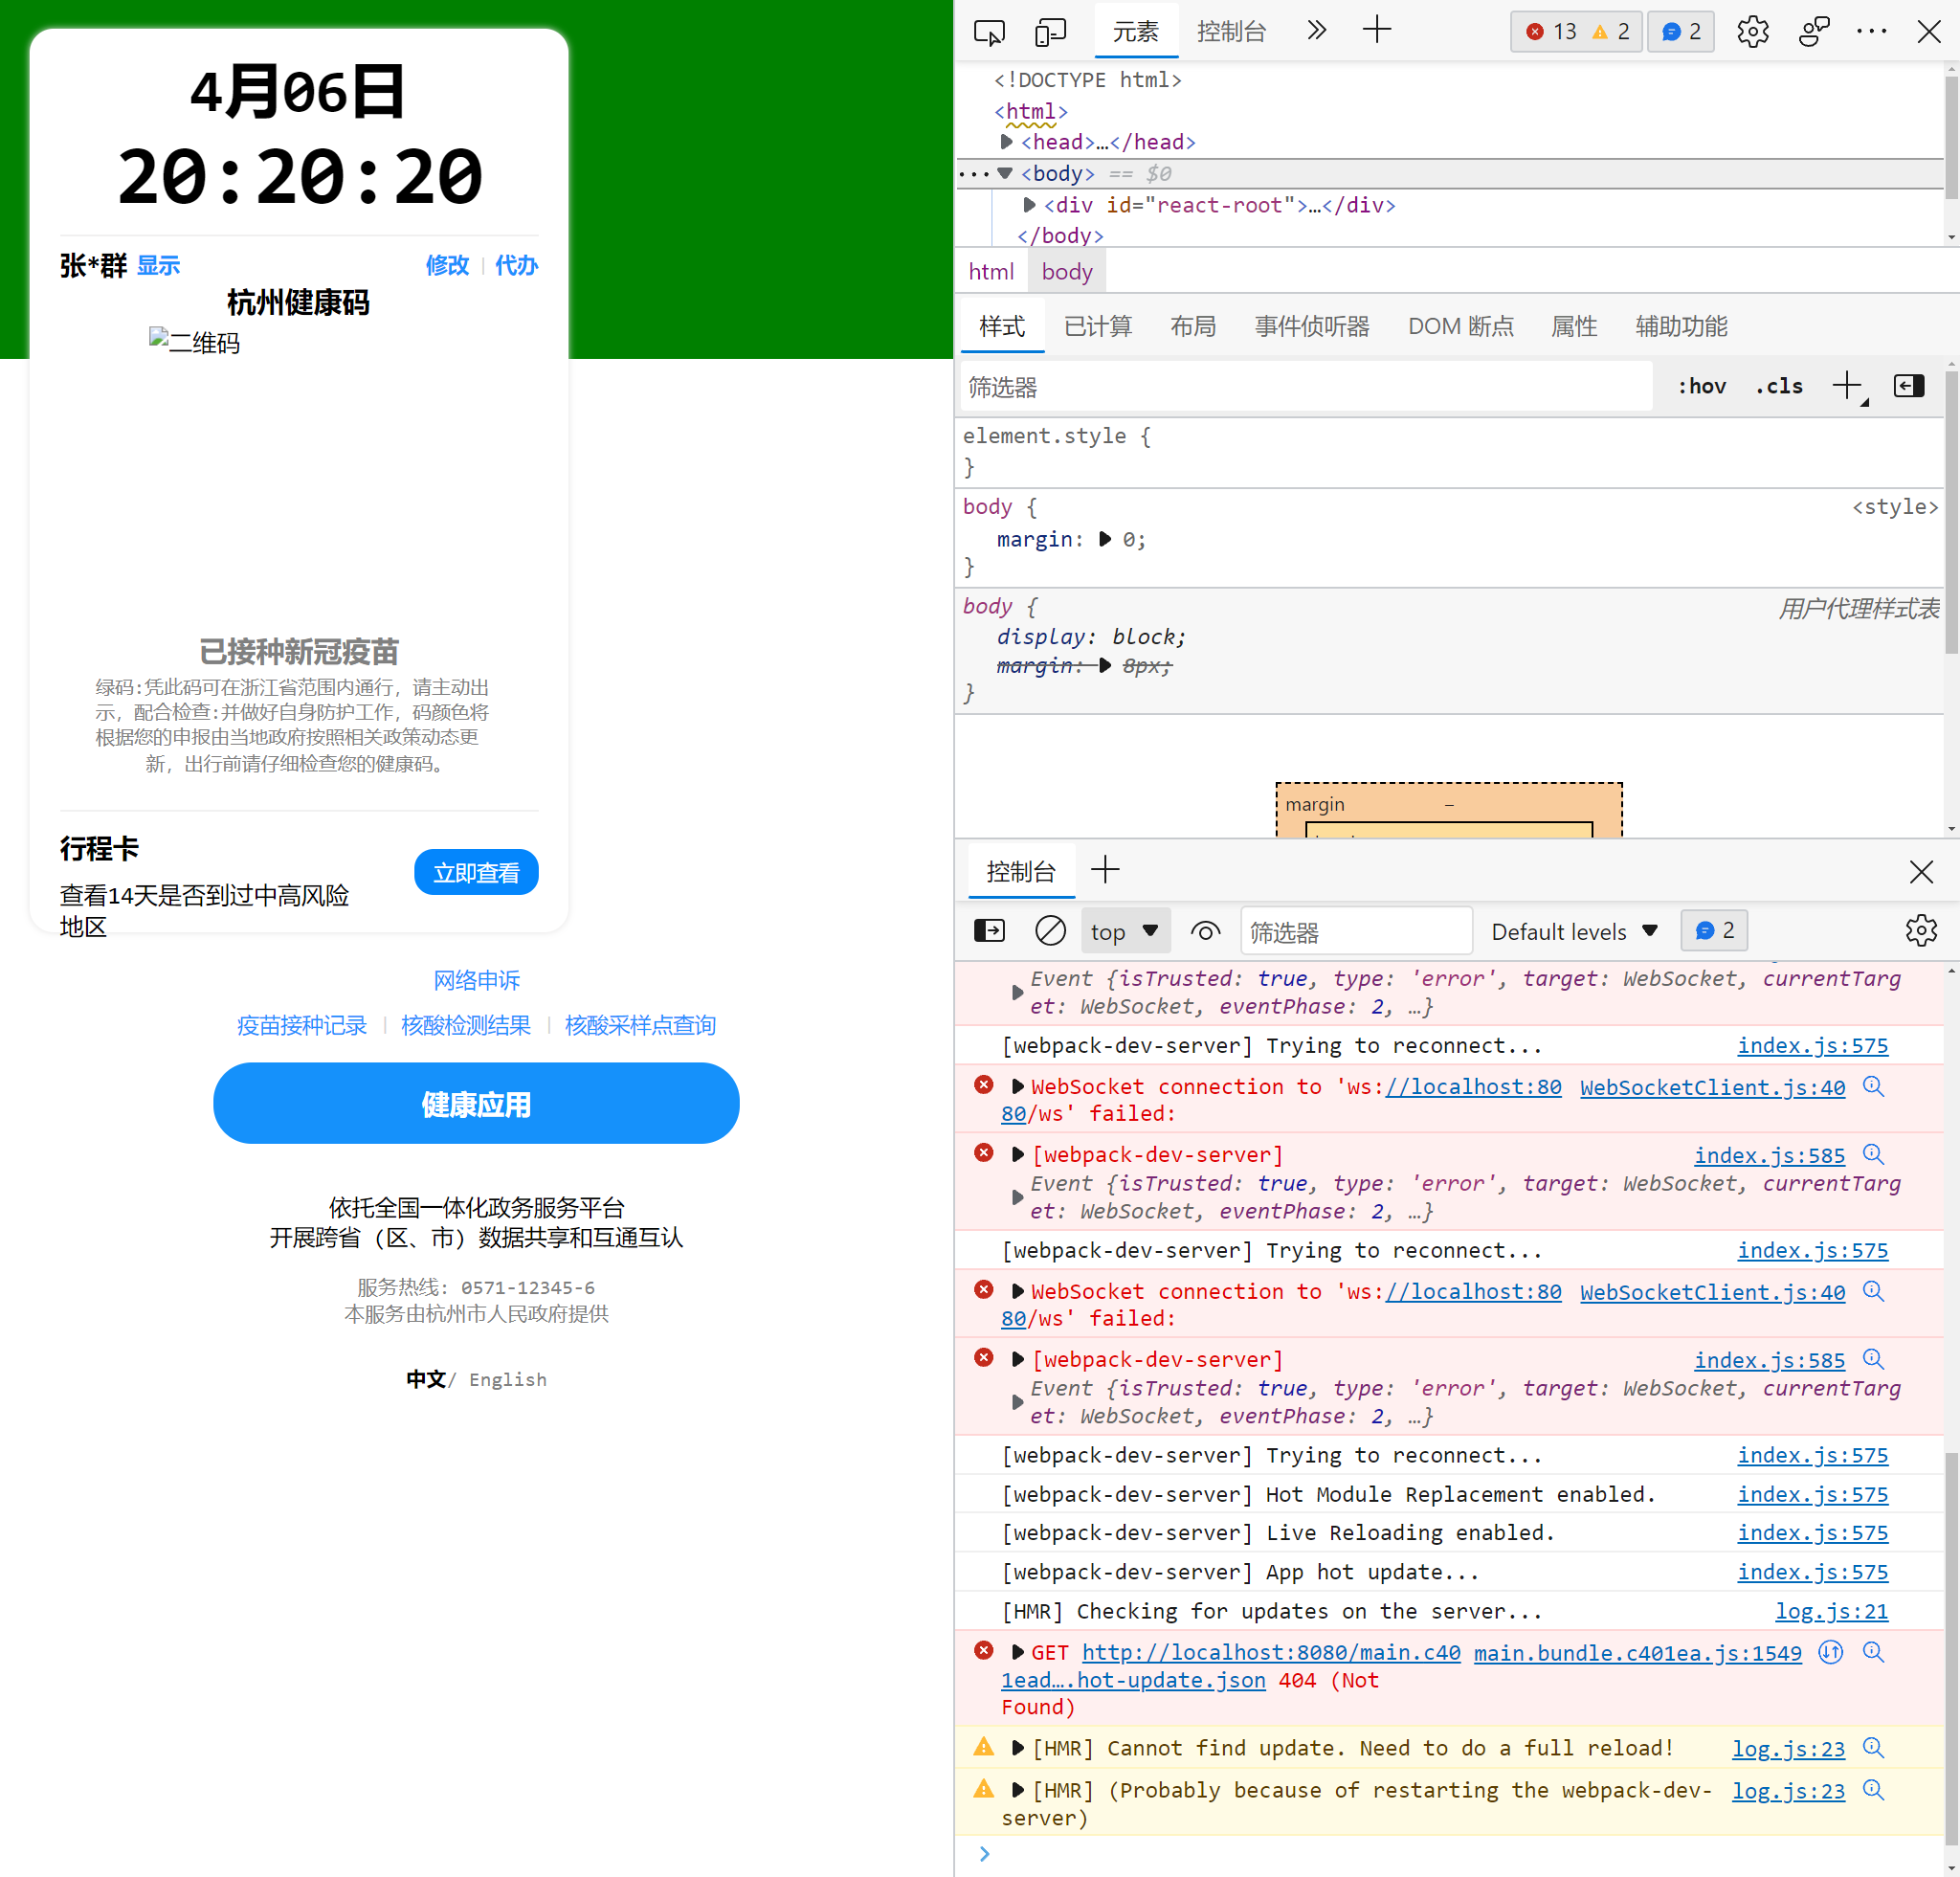 4月06日
20:20:20
张*群 显示 修改 代办
杭州健康码
二维码
已接种新冠疫苗
绿码:凭此码可在浙江省范围内通行，请主动出
示，配合检查:并做好自身防护工作，码颜色将
根据您的申报由当地政府按照相关政策动态更
新，出行前请仔细检查您的健康码。
行程卡
立即查看
查看14天是否到过中高风险
地区
网络申诉
疫苗接种记录 核酸检测结果 核酸采样点查询
健康应用
依托全国一体化政务服务平台
开展跨省（区、市）数据共享和互通互认
服务热线: 0571-12345-6
本服务由杭州市人民政府提供
中文/ English
元素 控制台 13 2 2
<!DOCTYPE html>
<html>
<head>…</head>
<body> == $0
<div id="react-root">…</div>
</body>
html body
样式 已计算 布局 事件侦听器 DOM 断点 属性 辅助功能
筛选器 :hov .cls
element.style {
}
body { <style>
margin: 0;
}
body { 用户代理样式表
display: block;
margin: 8px;
}
margin –
控制台
top 筛选器 Default levels 2
Event {isTrusted: true, type: 'error', target: WebSocket, currentTarg
et: WebSocket, eventPhase: 2, …}
[webpack-dev-server] Trying to reconnect... index.js:575
WebSocket connection to 'ws://localhost:80 WebSocketClient.js:40
80/ws' failed:
[webpack-dev-server] index.js:585
Event {isTrusted: true, type: 'error', target: WebSocket, currentTarg
et: WebSocket, eventPhase: 2, …}
[webpack-dev-server] Trying to reconnect... index.js:575
WebSocket connection to 'ws://localhost:80 WebSocketClient.js:40
80/ws' failed:
[webpack-dev-server] index.js:585
Event {isTrusted: true, type: 'error', target: WebSocket, currentTarg
et: WebSocket, eventPhase: 2, …}
[webpack-dev-server] Trying to reconnect... index.js:575
[webpack-dev-server] Hot Module Replacement enabled. index.js:575
[webpack-dev-server] Live Reloading enabled. index.js:575
[webpack-dev-server] App hot update... index.js:575
[HMR] Checking for updates on the server... log.js:21
GET http://localhost:8080/main.c40 main.bundle.c401ea.js:1549
1ead….hot-update.json 404 (Not
Found)
[HMR] Cannot find update. Need to do a full reload! log.js:23
[HMR] (Probably because of restarting the webpack-dev- log.js:23
server)